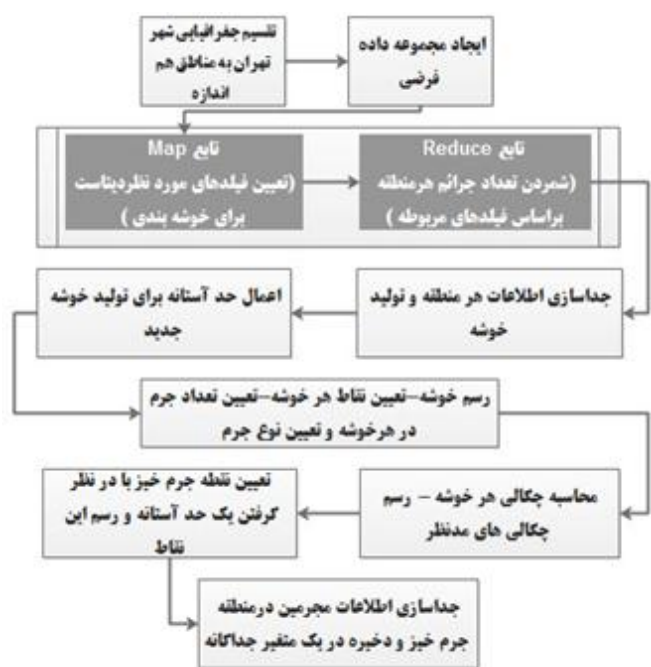 تقسیم جغرافیایی شهر
تهران به مناطق هم
اندازه
ایجاد مجموعه داده
فرضی
تابع Map
(تعیین فیلدهای مورد نظردیتاست
برای خوشه بندی )
تابع Reduce
(شمردن تعداد جرائم هرمنطقه
براساس فیلدهای مربوطه )
جداسازی اطلاعات هر منطقه و تولید
خوشه
اعمال حد آستانه برای تولید خوشه
جدید
رسم خوشه-تعیین نقاط هر خوشه-تعیین تعداد جرم
در هرخوشه و تعیین نوع جرم
محاسبه چکالی هر خوشه – رسم
چکالی های مدنظر
تعیین نقطه جرم خیز با در نظر
گرفتن یک حد آستانه و رسم این
نقاط
جداسازی اطلاعات مجرمین درمنطقه
جرم خیز و دخیره در یک متغیر جداگانه